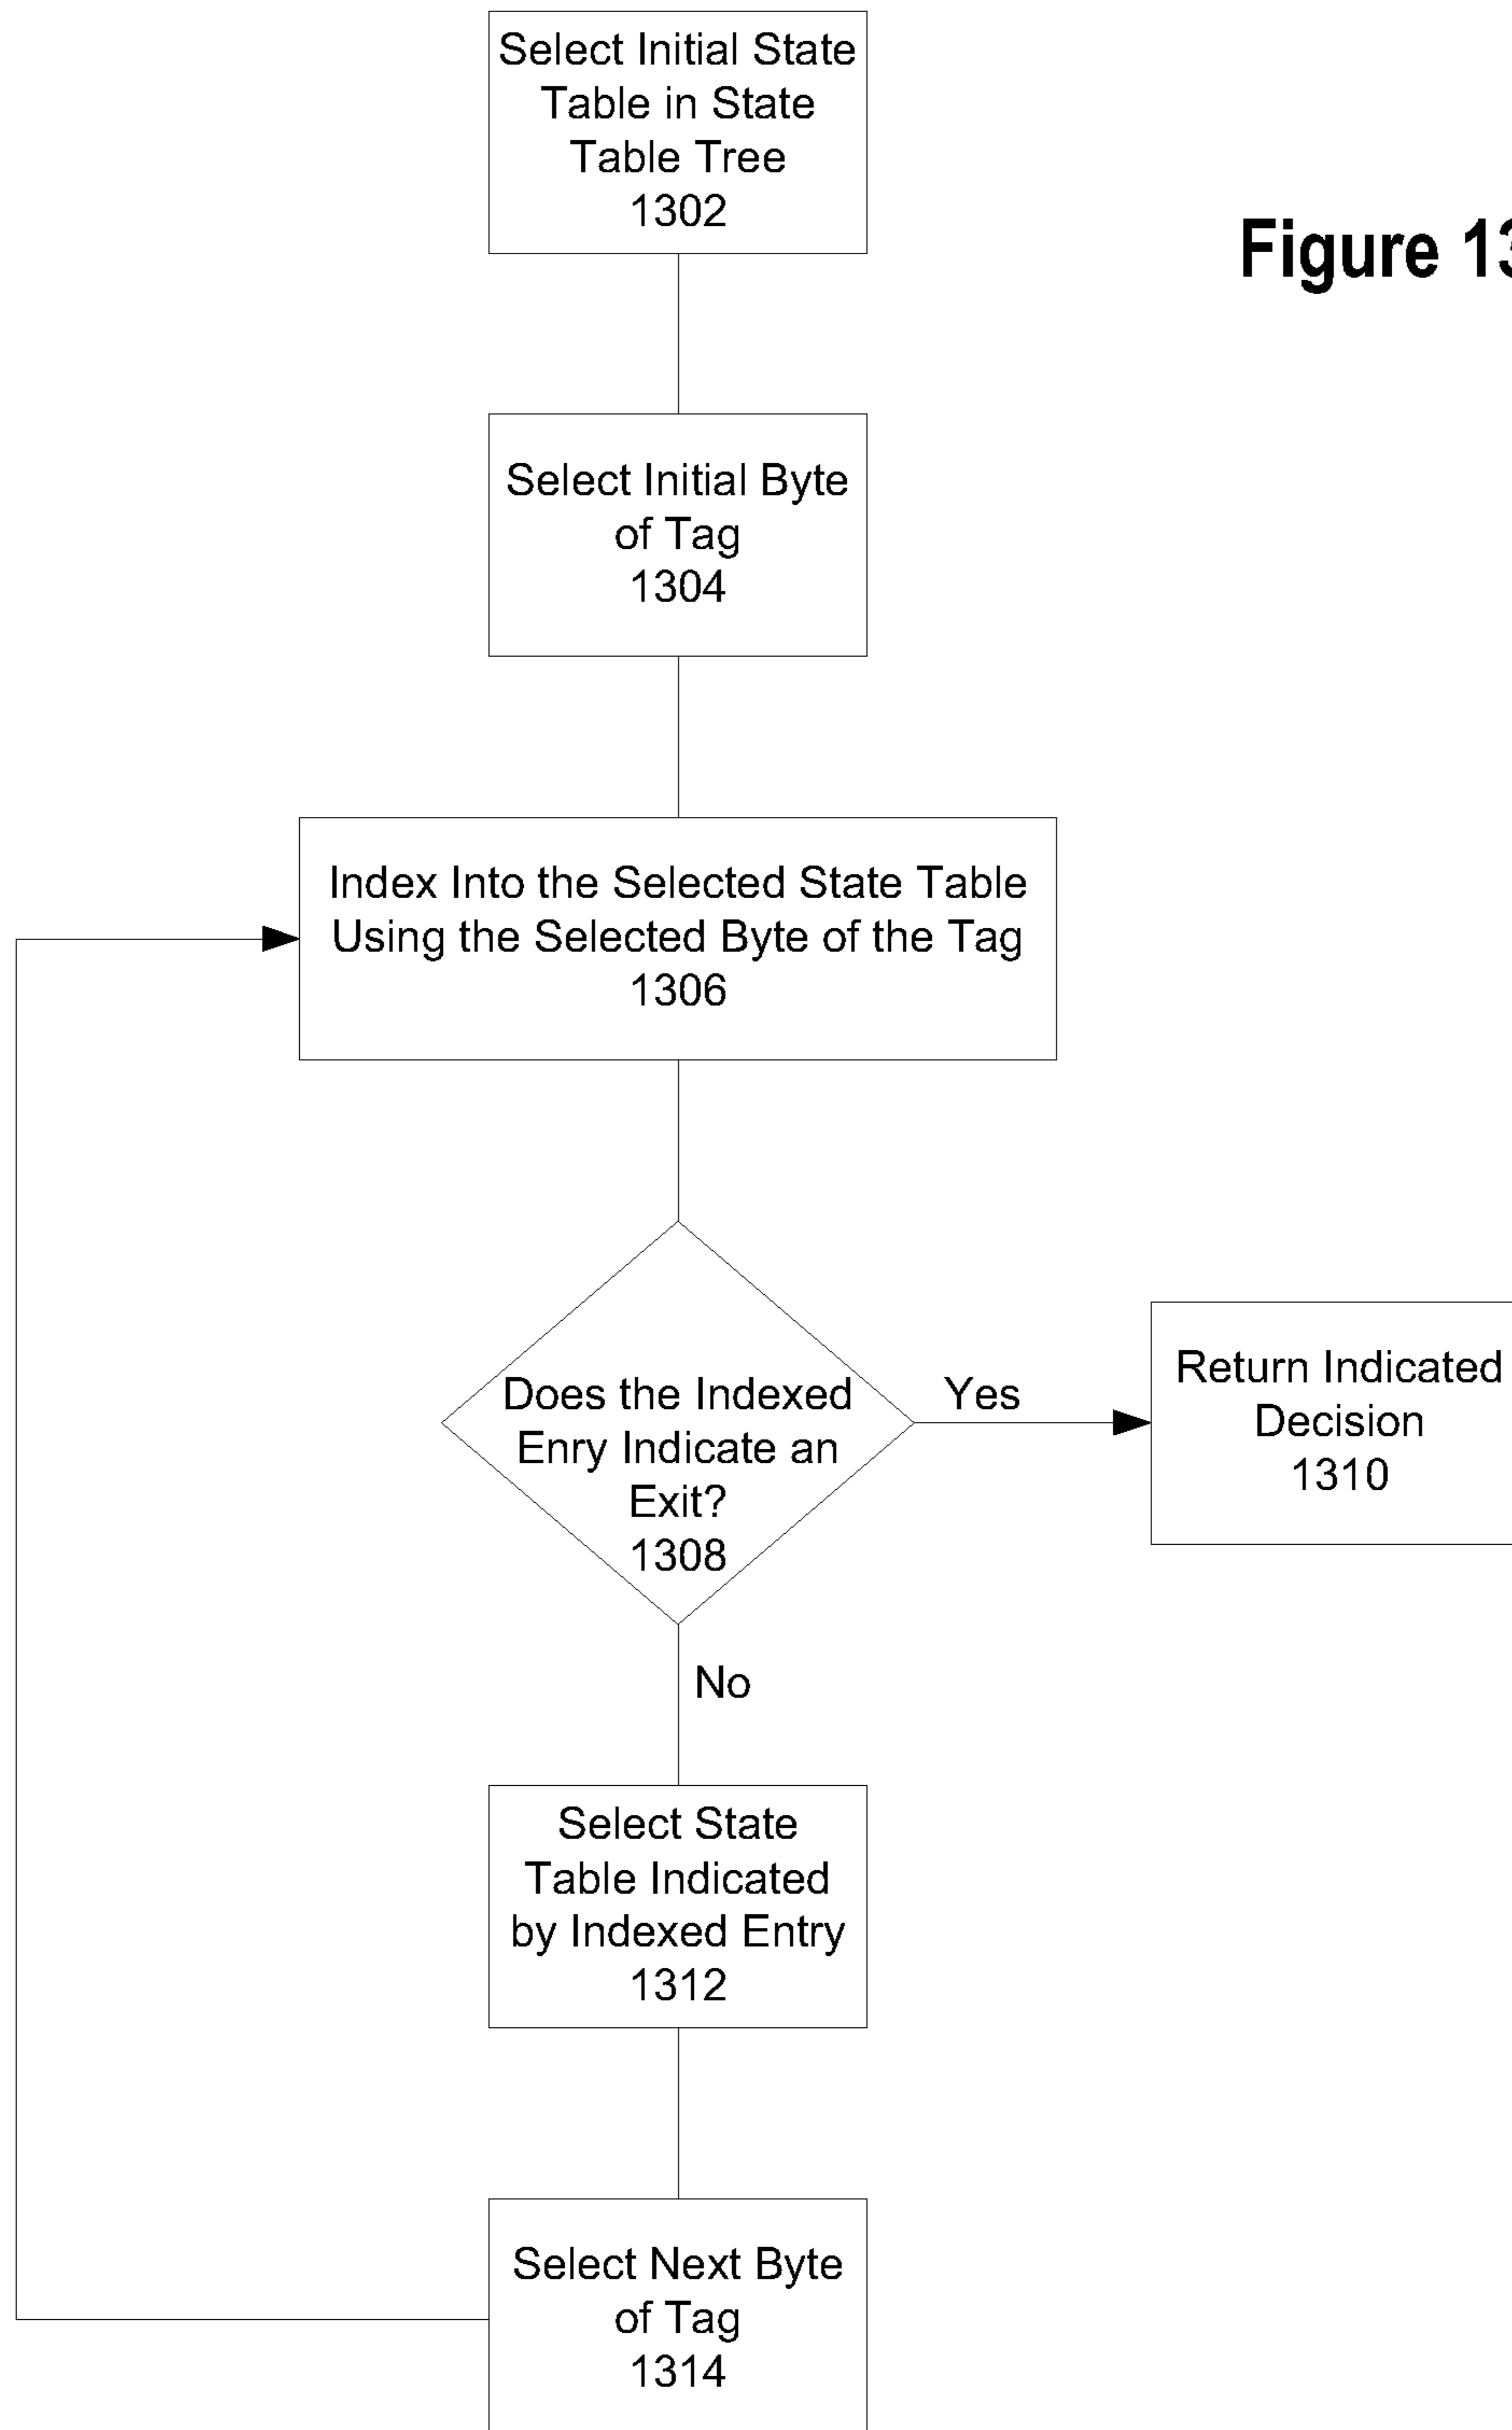 Select Initial State
Table in State
Table Tree
1302
Figure 13
Select Initial Byte
of Tag
1304
Index Into the Selected State Table
Using the Selected Byte of the Tag
1306
Does the Indexed
Enry Indicate an
Exit?
1308
Yes
Return Indicated
Decision
1310
No
Select State
Table Indicated
by Indexed Entry
1312
Select Next Byte
of Tag
1314